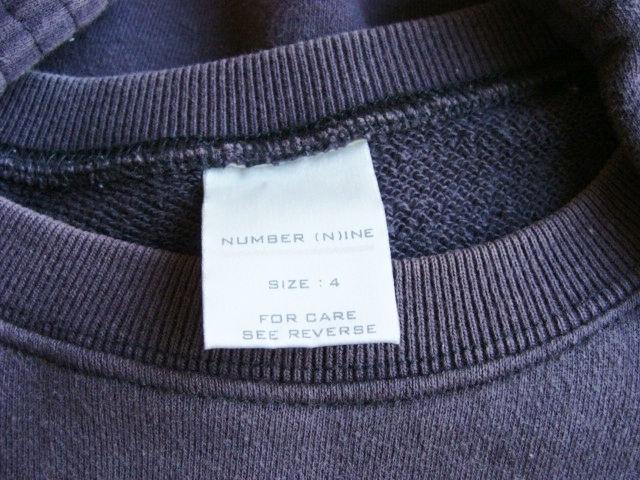 NUMBER (N)INE
SIZE : 4
FOR CARE
SEE REVERSE